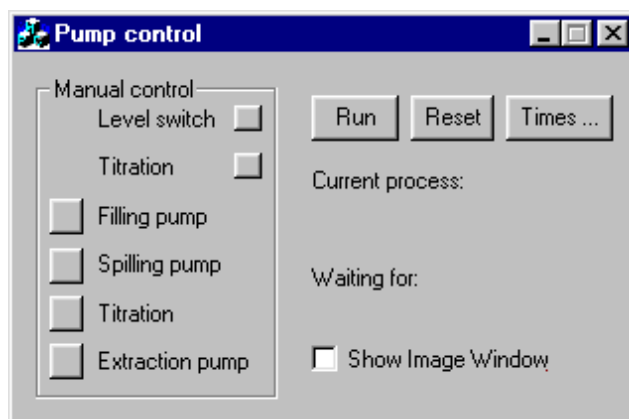 Pump control
Manual control
Level switch
Titration
Filling pump
Spilling pump
Titration
Extraction pump
Run
Reset
Times ...
Current process:
Waiting for:
Show Image Window